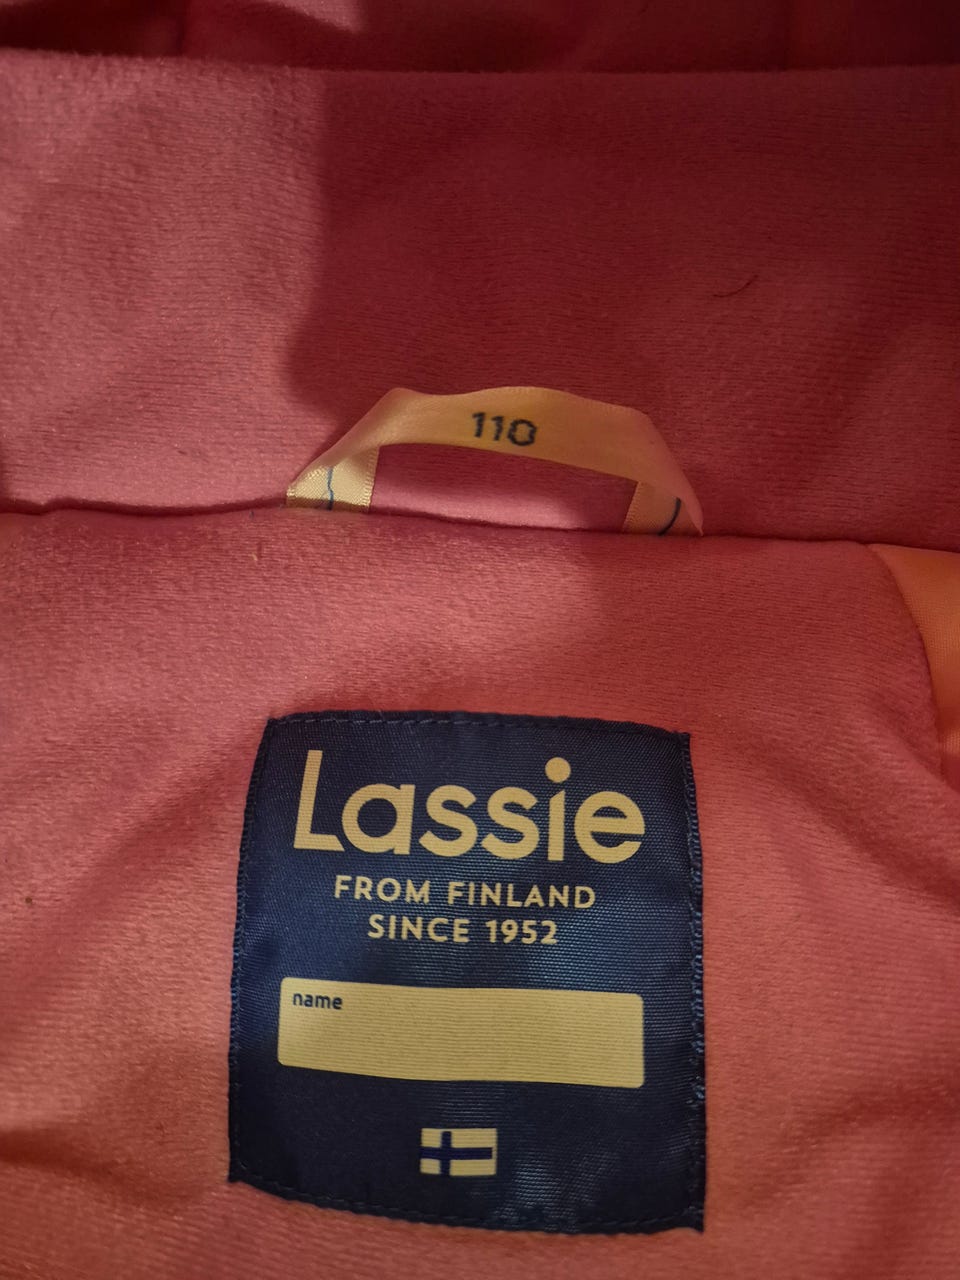 110
Lassie
FROM FINLAND
SINCE 1952
name